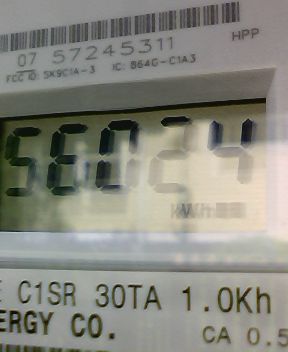 07 57245311
HPP
FCC ID: SK9C1A-3 IC: 864G-C1A3
56024
kWh
E C1SR 30TA 1.0Kh
ERGY CO.
CA 0.5